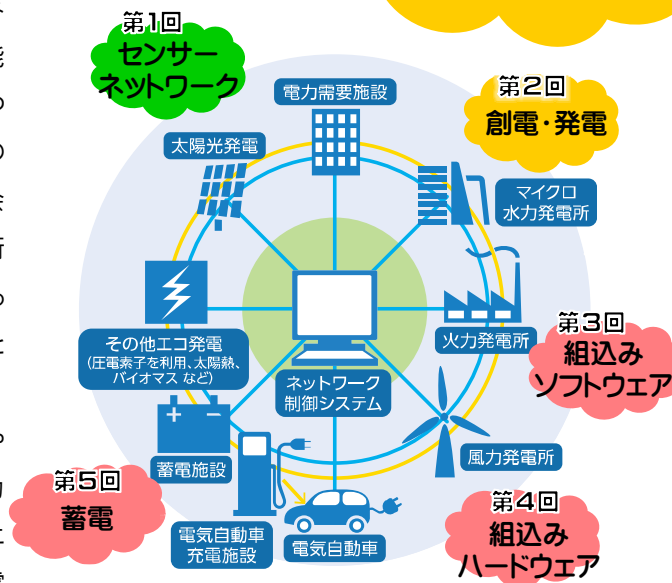 第1回
センサー
ネットワーク
電力需要施設
第2回
創電・発電
太陽光発電
マイクロ
水力発電所
その他エコ発電
(圧電素子を利用、太陽熱、
バイオマス など)
火力発電所
第3回
組込み
ソフトウェア
ネットワーク
制御システム
蓄電施設
風力発電所
第5回
蓄電
電気自動車
充電施設
電気自動車
第4回
組込み
ハードウェア